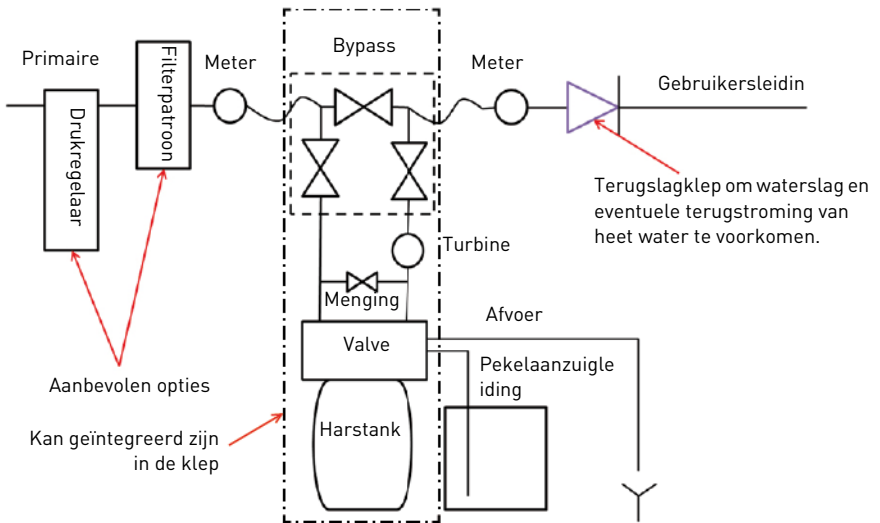 Bypass
Primaire
Filterpatroon
Meter
Meter
Gebruikersleidin
Drukregelaar
Terugslagklep om waterslag en
eventuele terugstroming van
heet water te voorkomen.
Turbine
Menging
Afvoer
Valve
Pekelaanzuigle
iding
Aanbevolen opties
Harstank
Kan geïntegreerd zijn
in de klep